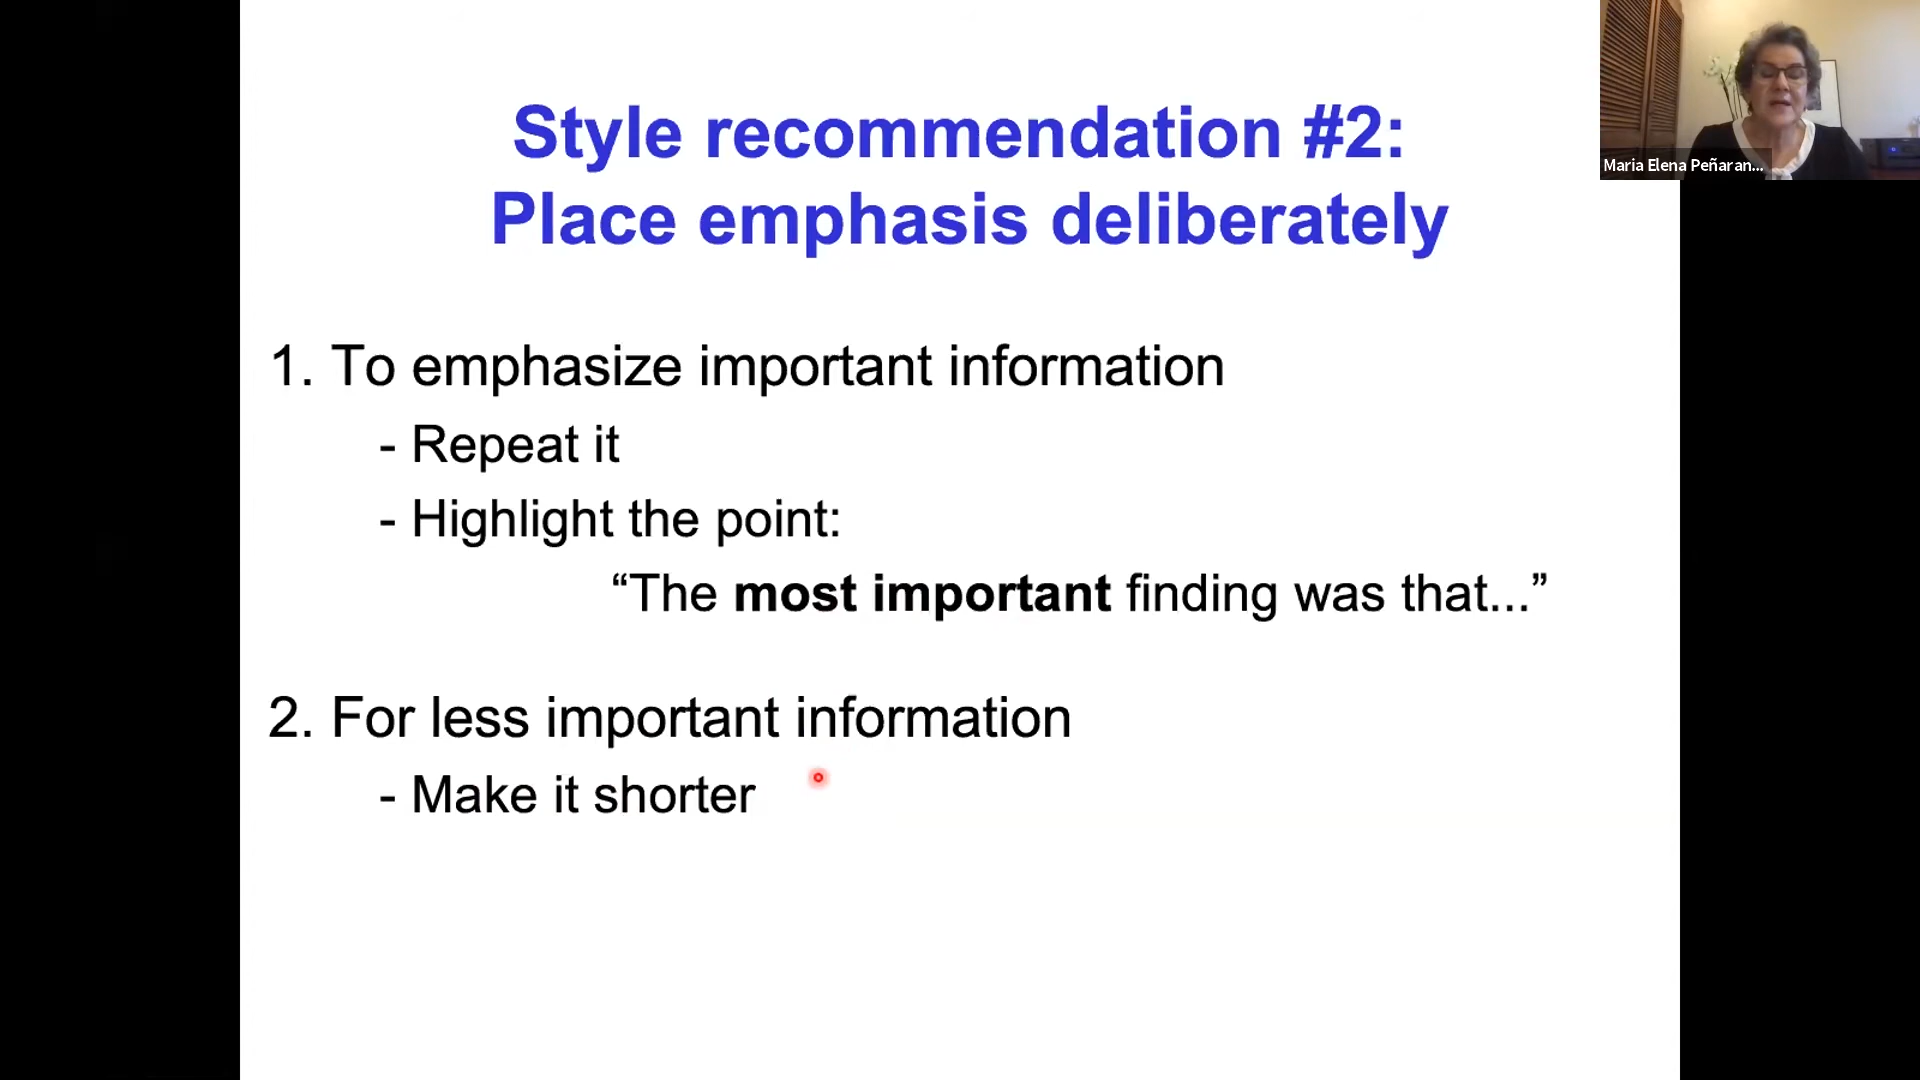 Style recommendation #2:
Place emphasis deliberately
1. To emphasize important information
- Repeat it
- Highlight the point:
“The most important finding was that...”
2. For less important information
- Make it shorter
Maria Elena Peñaran...